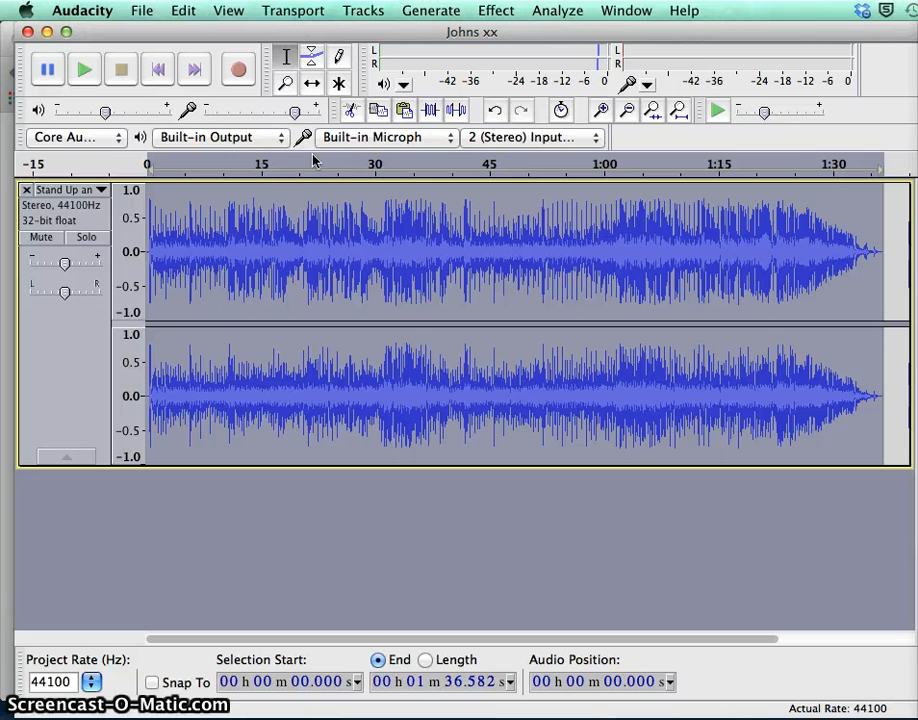 Audacity File Edit View Transport Tracks Generate Effect Analyze Window Help
Johns xx
L
R
-42 -36 -24 -18 -12 0
L
R
-42 -36 -24 -18 -12 0
- +
- +
- +
Core Au... Built-in Output Built-in Microph 2 (Stereo) Input...
-15 0 15 30 45 1:00 1:15 1:30
Stand Up an 1.0
Stereo, 44100Hz
32-bit float 0.5
Mute Solo
- + 0.0
L R -0.5
-1.0
1.0
0.5
0.0
-0.5
-1.0
Project Rate (Hz): Selection Start: End Length Audio Position:
44100 Snap To 00 h 00 m 00.000 s 00 h 01 m 36.582 s 00 h 00 m 00.000 s
Screencast-O-Matic.com
Actual Rate: 44100